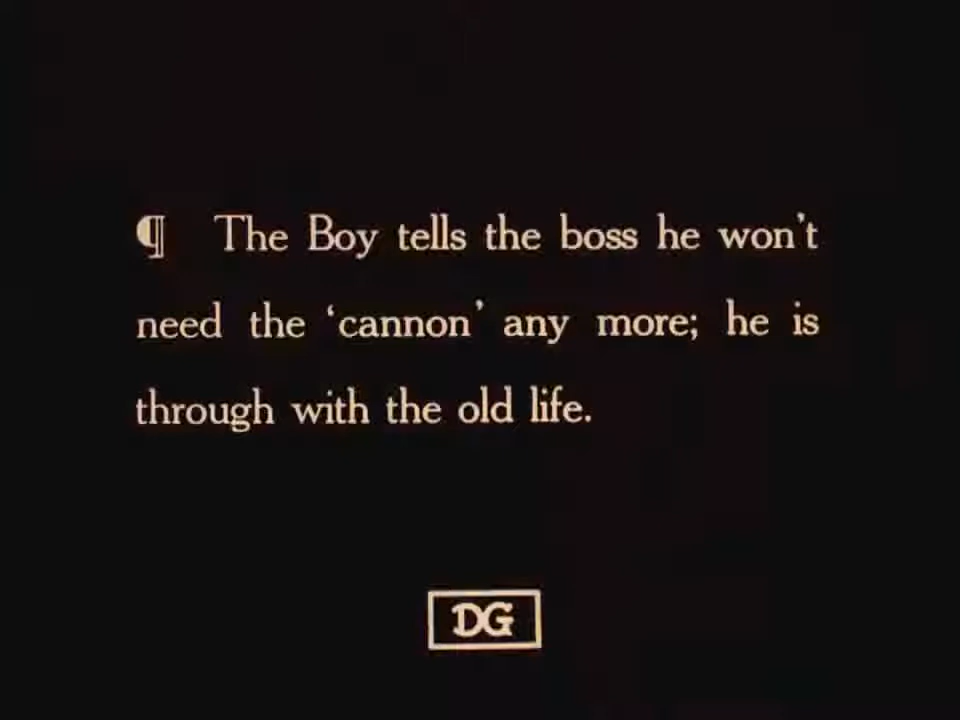 ¶ The Boy tells the boss he won't
need the ‘cannon’ any more; he is
through with the old life.
DG